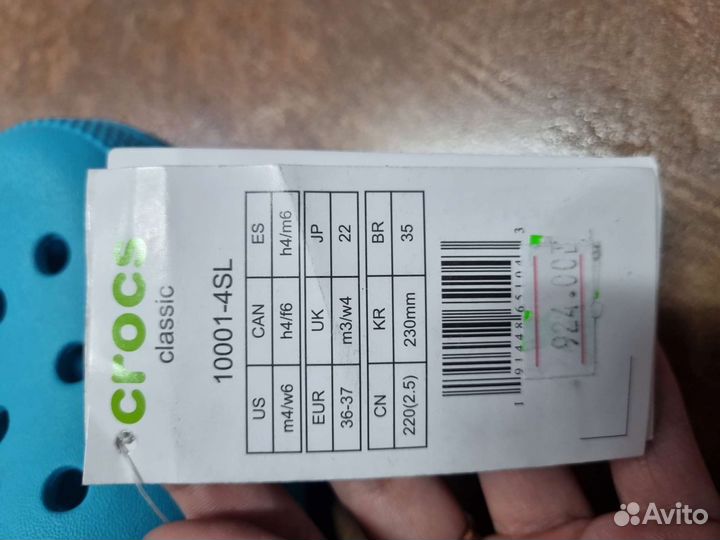 crocs
classic
10001-4SL
US CAN ES
m4/w6 h4/f6 h4/m6
EUR UK JP
36-37 m3/w4 22
CN KR BR
220(2.5) 230mm 35
924.00
Avito